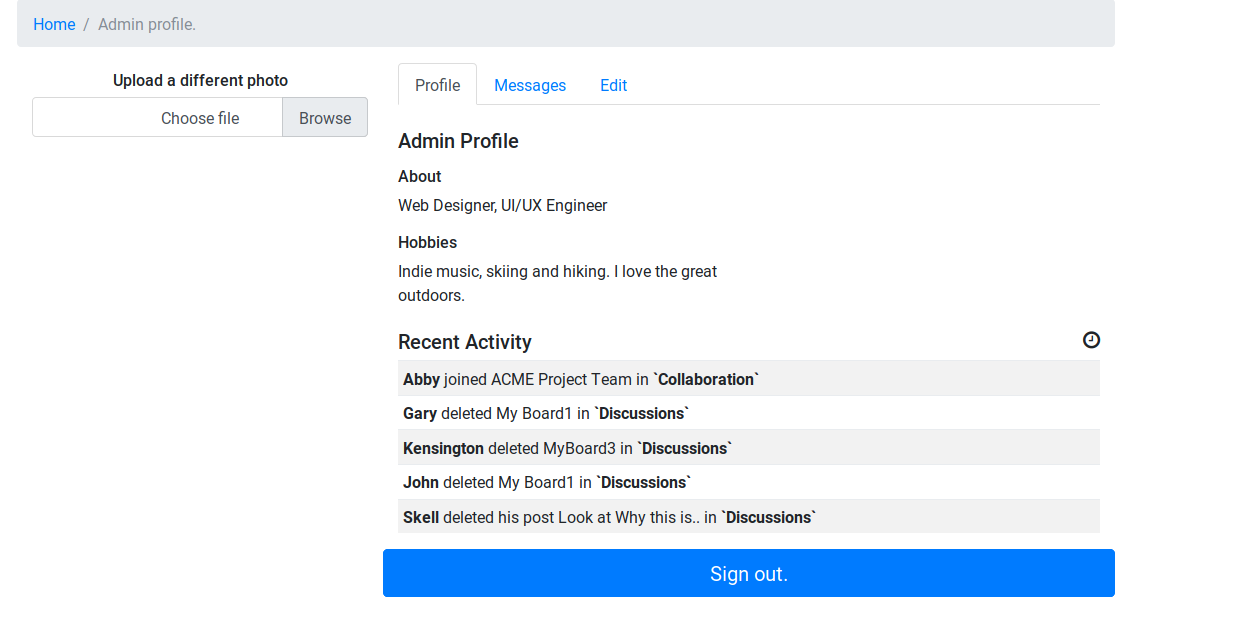 Home / Admin profile.
Upload a different photo
Choose file Browse
Profile Messages Edit
Admin Profile
About
Web Designer, UI/UX Engineer
Hobbies
Indie music, skiing and hiking. I love the great
outdoors.
Recent Activity
Abby joined ACME Project Team in `Collaboration`
Gary deleted My Board1 in `Discussions`
Kensington deleted MyBoard3 in `Discussions`
John deleted My Board1 in `Discussions`
Skell deleted his post Look at Why this is.. in `Discussions`
Sign out.